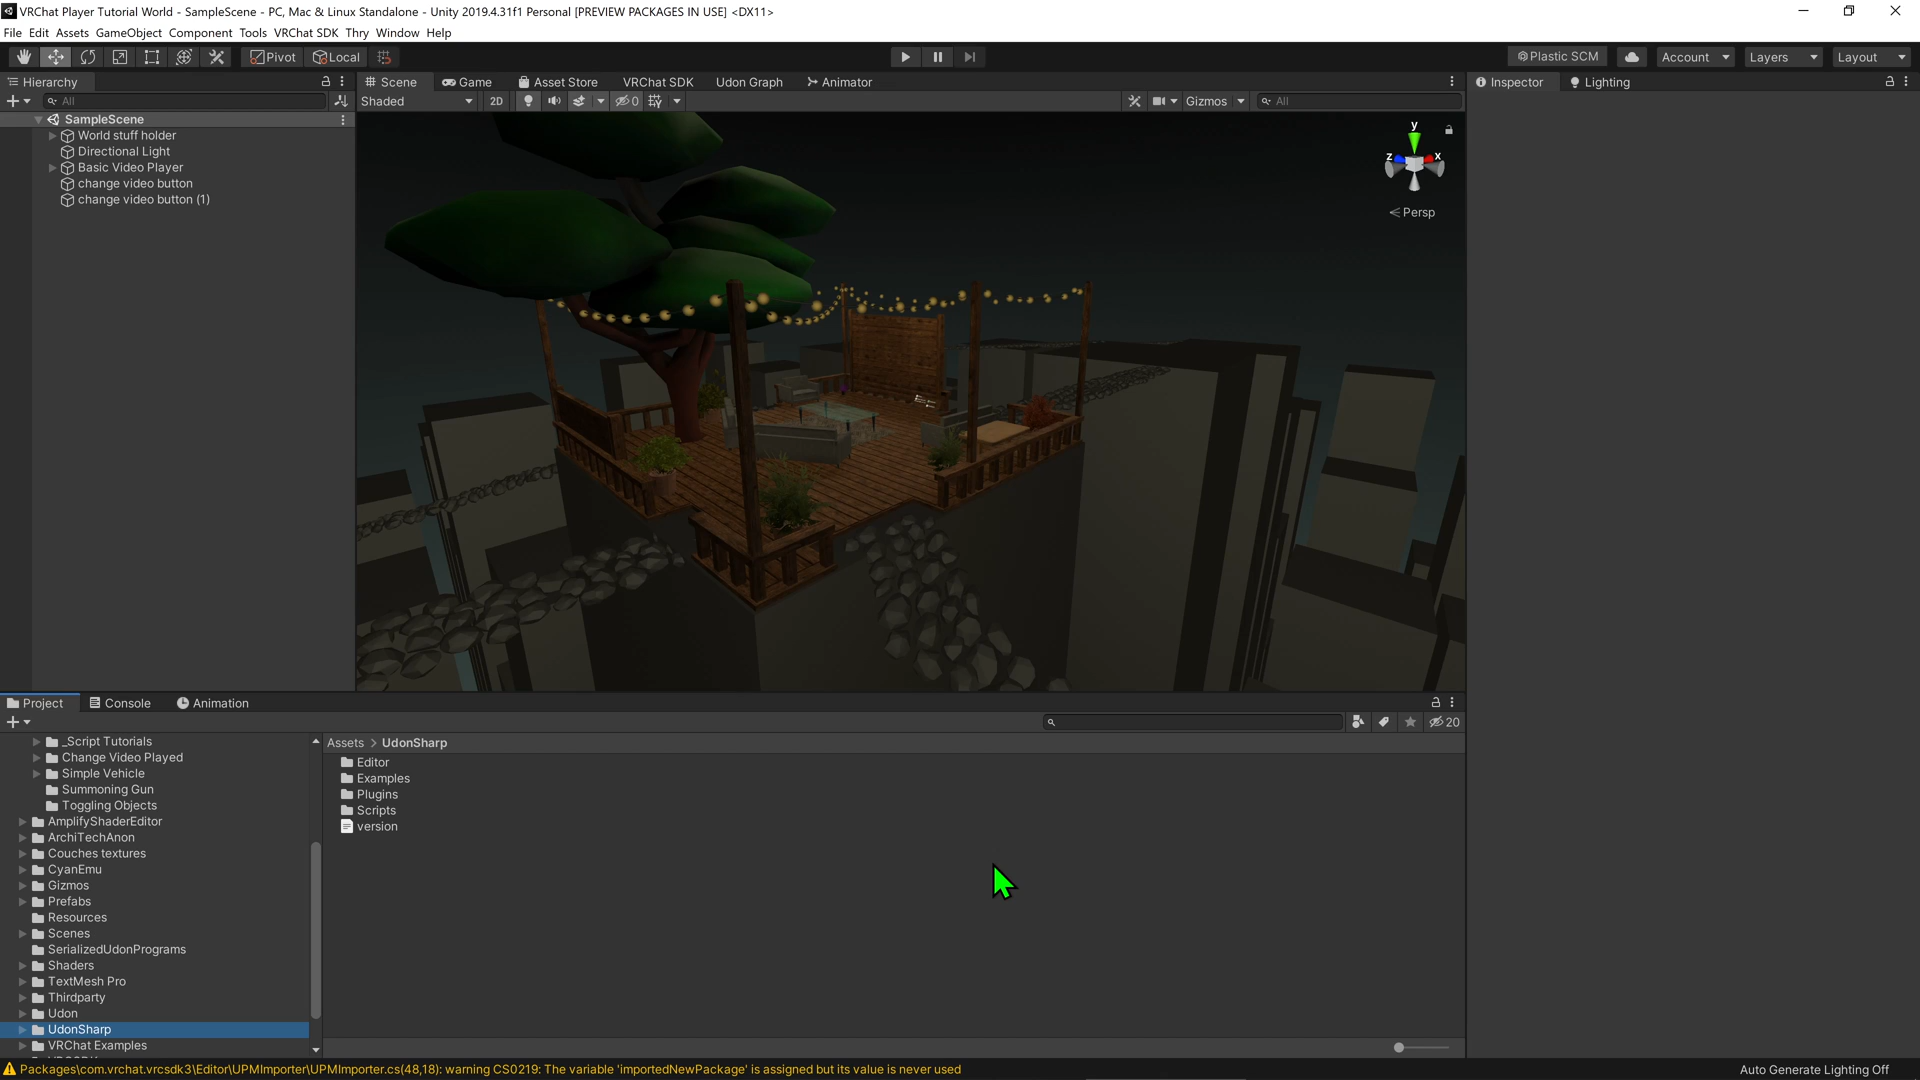 VRChat Player Tutorial World - SampleScene - PC, Mac & Linux Standalone - Unity 2019.4.31f1 Personal [PREVIEW PACKAGES IN USE] <DX11>
File Edit Assets GameObject Component Tools VRChat SDK Thry Window Help
Pivot Local Plastic SCM Account Layers Layout
Hierarchy Scene Game Asset Store VRChat SDK Udon Graph Animator Inspector Lighting
All Shaded 2D 0 Gizmos All
SampleScene
World stuff holder
Directional Light
Basic Video Player
change video button
change video button (1)
y
z x
Persp
Project Console Animation
20
_Script Tutorials
Change Video Played
Simple Vehicle
Summoning Gun
Toggling Objects
AmplifyShaderEditor
ArchiTechAnon
Couches textures
CyanEmu
Gizmos
Prefabs
Resources
Scenes
SerializedUdonPrograms
Shaders
TextMesh Pro
Thirdparty
Udon
UdonSharp
VRChat Examples
Assets > UdonSharp
Editor
Examples
Plugins
Scripts
version
Packages\com.vrchat.vrcsdk3\Editor\UPMImporter\UPMImporter.cs(48,18): warning CS0219: The variable 'importedNewPackage' is assigned but its value is never used
Auto Generate Lighting Off